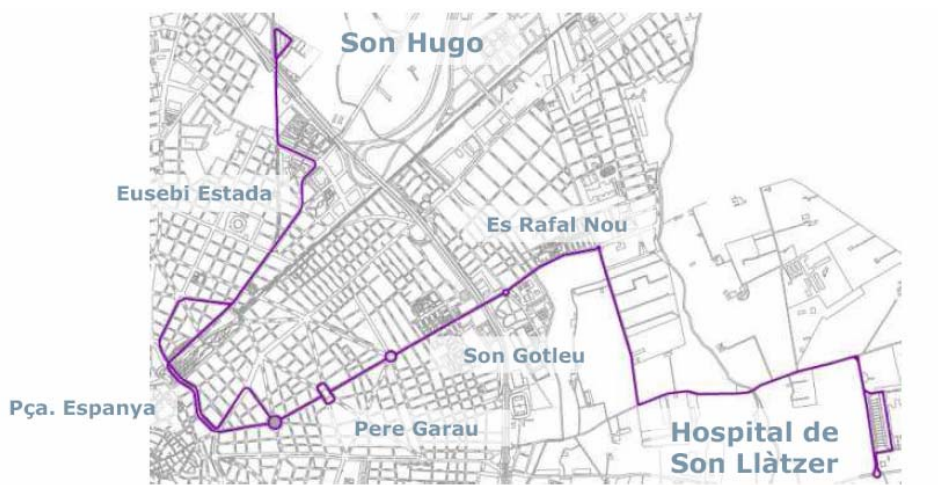 Son Hugo
Eusebi Estada
Es Rafal Nou
Son Gotleu
Pça. Espanya
Pere Garau
Hospital de
Son Llàtzer